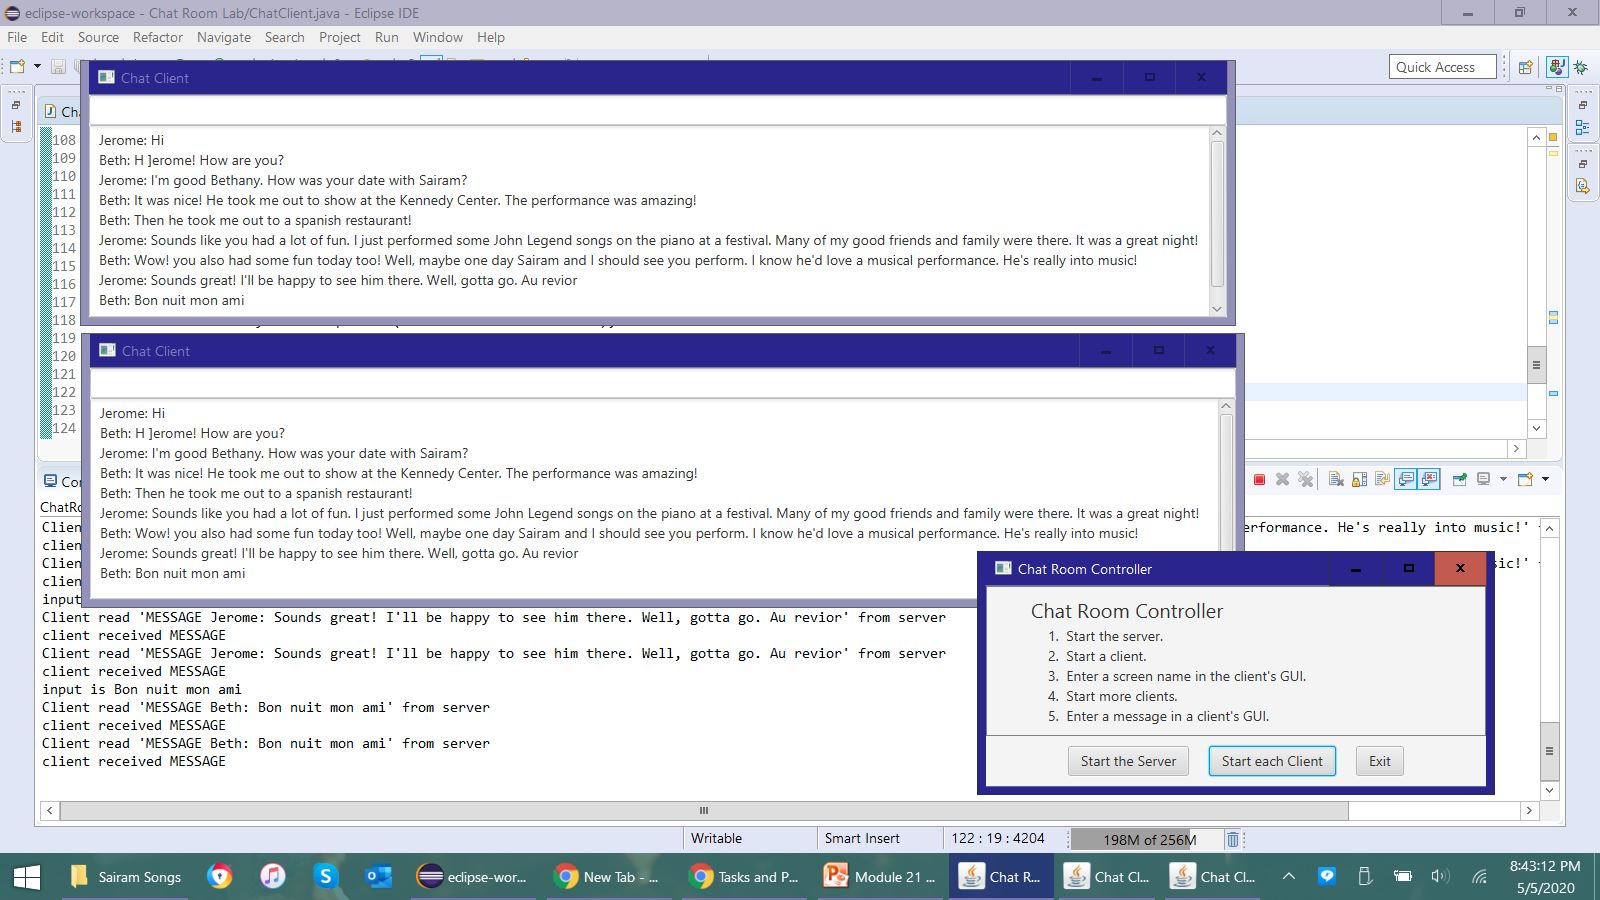 eclipse-workspace - Chat Room Lab/ChatClient.java - Eclipse IDE
File Edit Source Refactor Navigate Search Project Run Window Help
Quick Access
Chat Client
Jerome: Hi
Beth: H ]erome! How are you?
Jerome: I'm good Bethany. How was your date with Sairam?
Beth: It was nice! He took me out to show at the Kennedy Center. The performance was amazing!
Beth: Then he took me out to a spanish restaurant!
Jerome: Sounds like you had a lot of fun. I just performed some John Legend songs on the piano at a festival. Many of my good friends and family were there. It was a great night!
Beth: Wow! you also had some fun today too! Well, maybe one day Sairam and I should see you perform. I know he'd love a musical performance. He's really into music!
Jerome: Sounds great! I'll be happy to see him there. Well, gotta go. Au revior
Beth: Bon nuit mon ami
Cha
108
109
110
111
112
113
114
115
116
117
118
119
120
121
122
123
124
Chat Client
Jerome: Hi
Beth: H ]erome! How are you?
Jerome: I'm good Bethany. How was your date with Sairam?
Beth: It was nice! He took me out to show at the Kennedy Center. The performance was amazing!
Beth: Then he took me out to a spanish restaurant!
Jerome: Sounds like you had a lot of fun. I just performed some John Legend songs on the piano at a festival. Many of my good friends and family were there. It was a great night!
Beth: Wow! you also had some fun today too! Well, maybe one day Sairam and I should see you perform. I know he'd love a musical performance. He's really into music!
Jerome: Sounds great! I'll be happy to see him there. Well, gotta go. Au revior
Beth: Bon nuit mon ami
Co
ChatRo
Client erformance. He's really into music!'
clien
Client sic!'
clien
input
Client read 'MESSAGE Jerome: Sounds great! I'll be happy to see him there. Well, gotta go. Au revior' from server
client received MESSAGE
Client read 'MESSAGE Jerome: Sounds great! I'll be happy to see him there. Well, gotta go. Au revior' from server
client received MESSAGE
input is Bon nuit mon ami
Client read 'MESSAGE Beth: Bon nuit mon ami' from server
client received MESSAGE
Client read 'MESSAGE Beth: Bon nuit mon ami' from server
client received MESSAGE
Chat Room Controller
Chat Room Controller
1. Start the server.
2. Start a client.
3. Enter a screen name in the client's GUI.
4. Start more clients.
5. Enter a message in a client's GUI.
Start the Server Start each Client Exit
Writable Smart Insert 122 : 19 : 4204 198M of 256M
Sairam Songs eclipse-wor... New Tab - ... Tasks and P... Module 21 ... Chat R... Chat Cl... Chat Cl... 8:43:12 PM
5/5/2020